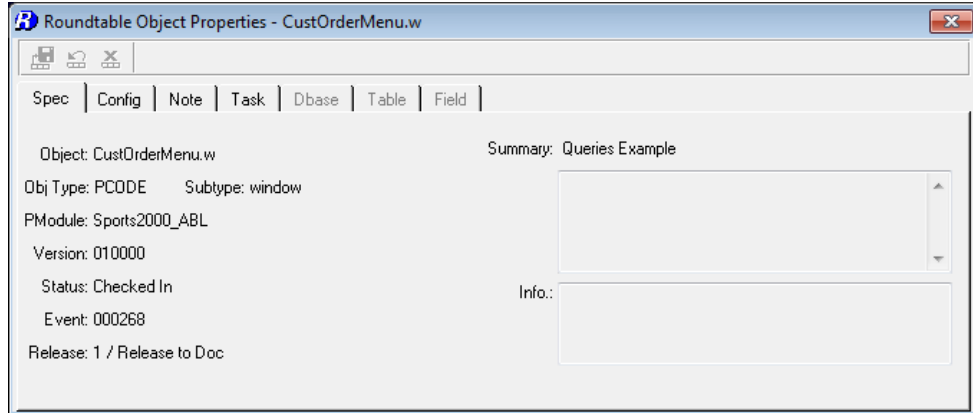 Roundtable Object Properties - CustOrderMenu.w
Spec Config Note Task Dbase Table Field
Object: CustOrderMenu.w
Obj Type: PCODE Subtype: window
PModule: Sports2000_ABL
Version: 010000
Status: Checked In
Event: 000268
Release: 1 / Release to Doc
Summary: Queries Example
Info.: